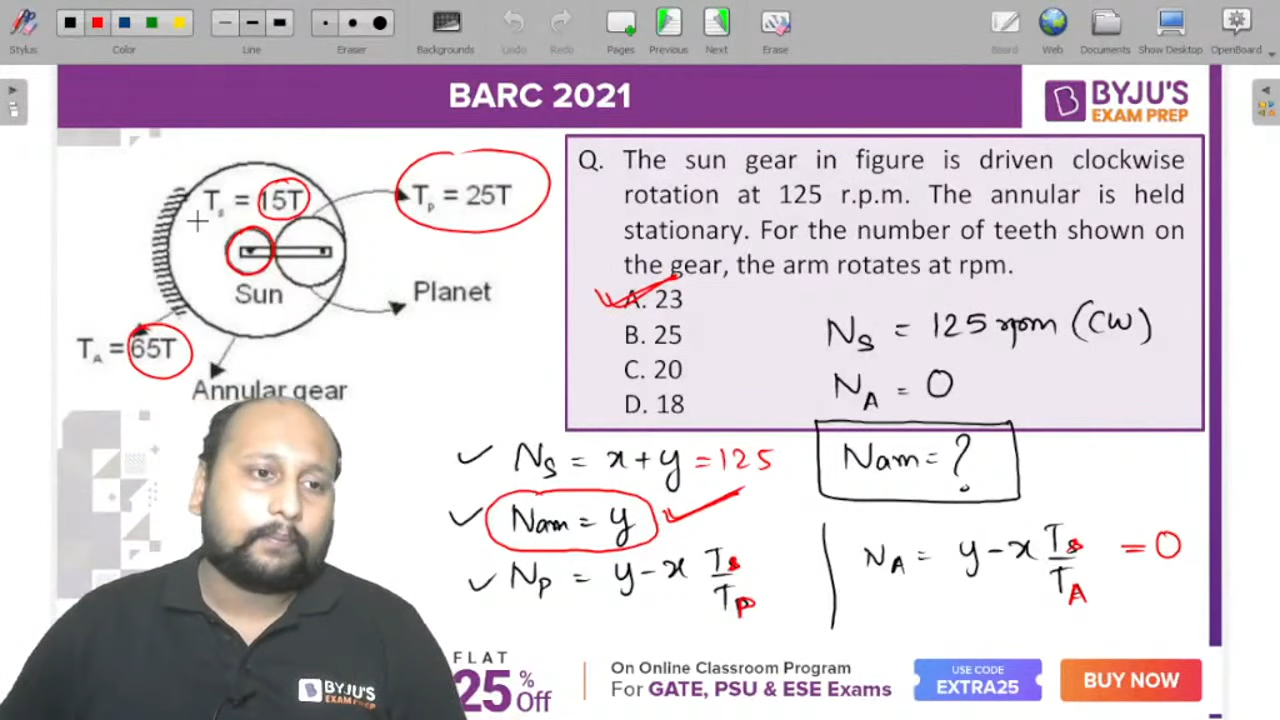 Stylus Color Line Eraser Backgrounds Undo Redo Pages Previous Next Erase Board Web Documents Show Desktop OpenBoard
BARC 2021
BYJU'S
EXAM PREP
Ts = 15T
Tp = 25T
Sun
Planet
TA = 65T
Annular gear
Q. The sun gear in figure is driven clockwise
rotation at 125 r.p.m. The annular is held
stationary. For the number of teeth shown on
the gear, the arm rotates at rpm.
A. 23
B. 25
C. 20
D. 18
NS = 125 rpm (CW)
NA = 0
Nam = ?
NS = x + y = 125
Nam = y
NP = y - x Ts/Tp
NA = y - x Ts/TA = 0
BYJU'S
EXAM PREP
FLAT
25% Off
On Online Classroom Program
For GATE, PSU & ESE Exams
USE CODE
EXTRA25
BUY NOW